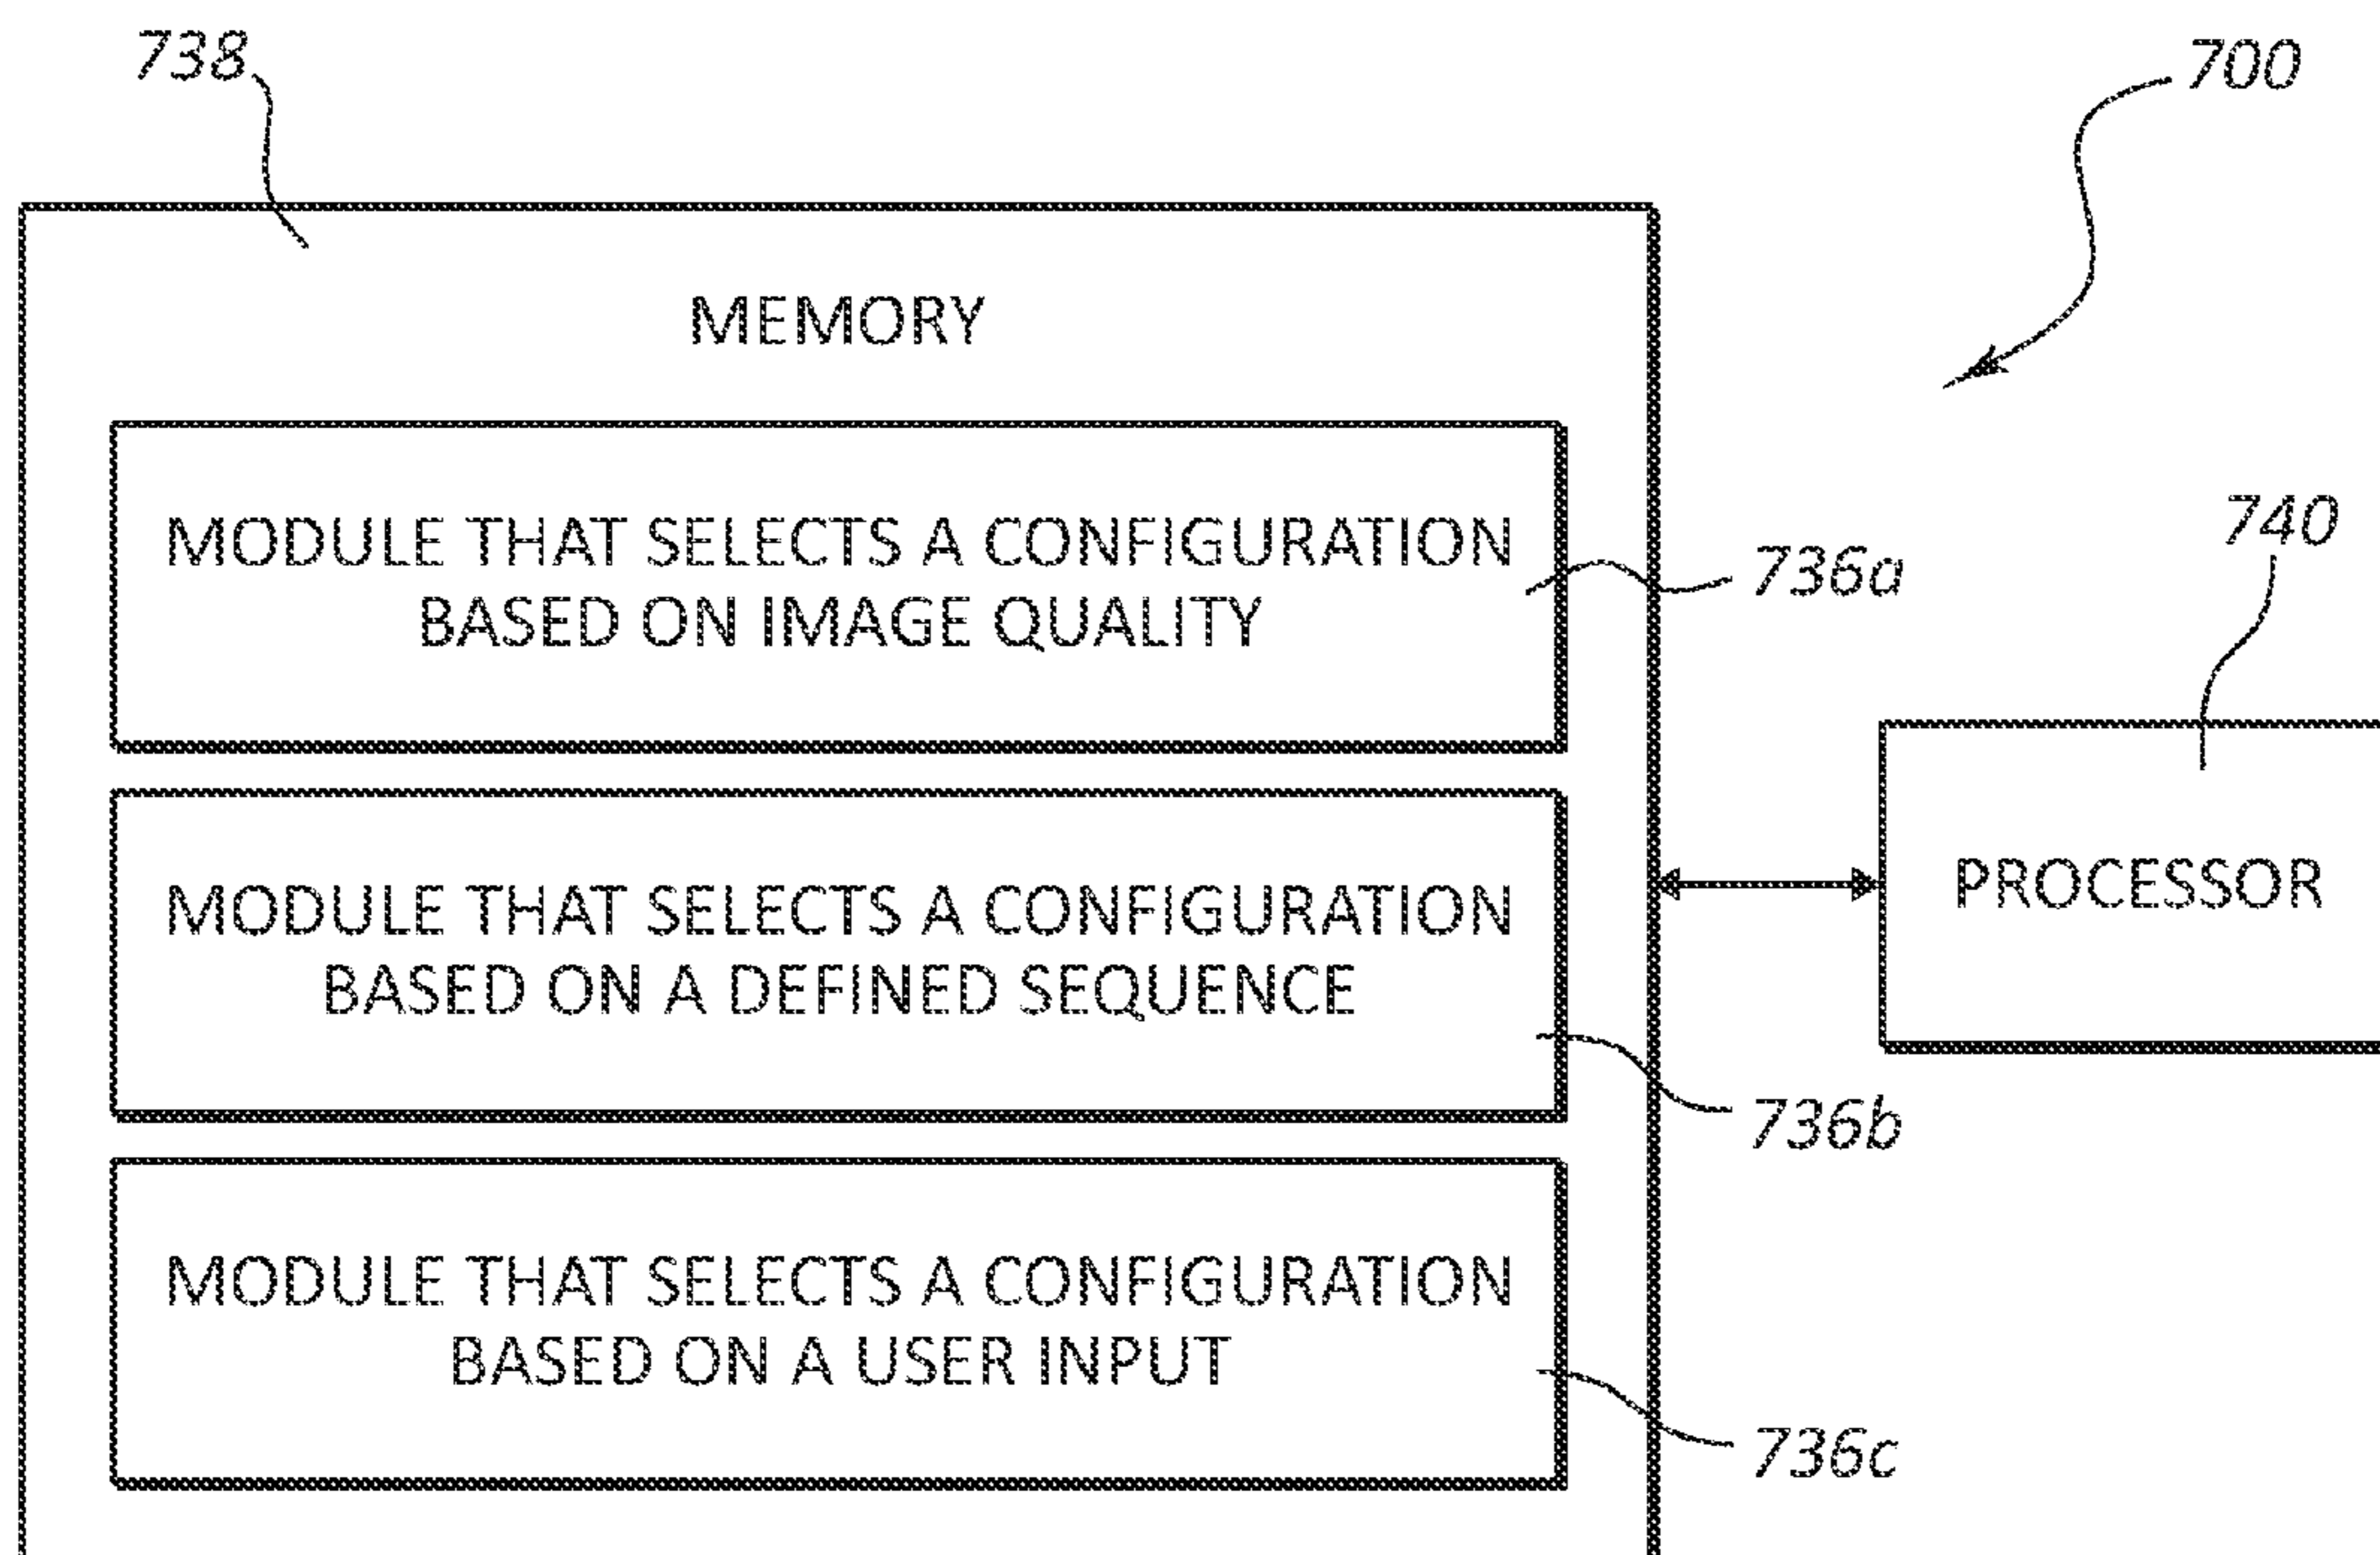 738
700
MEMORY
MODULE THAT SELECTS A CONFIGURATION
BASED ON IMAGE QUALITY
736a
740
MODULE THAT SELECTS A CONFIGURATION
BASED ON A DEFINED SEQUENCE
PROCESSOR
736b
MODULE THAT SELECTS A CONFIGURATION
BASED ON A USER INPUT
736c